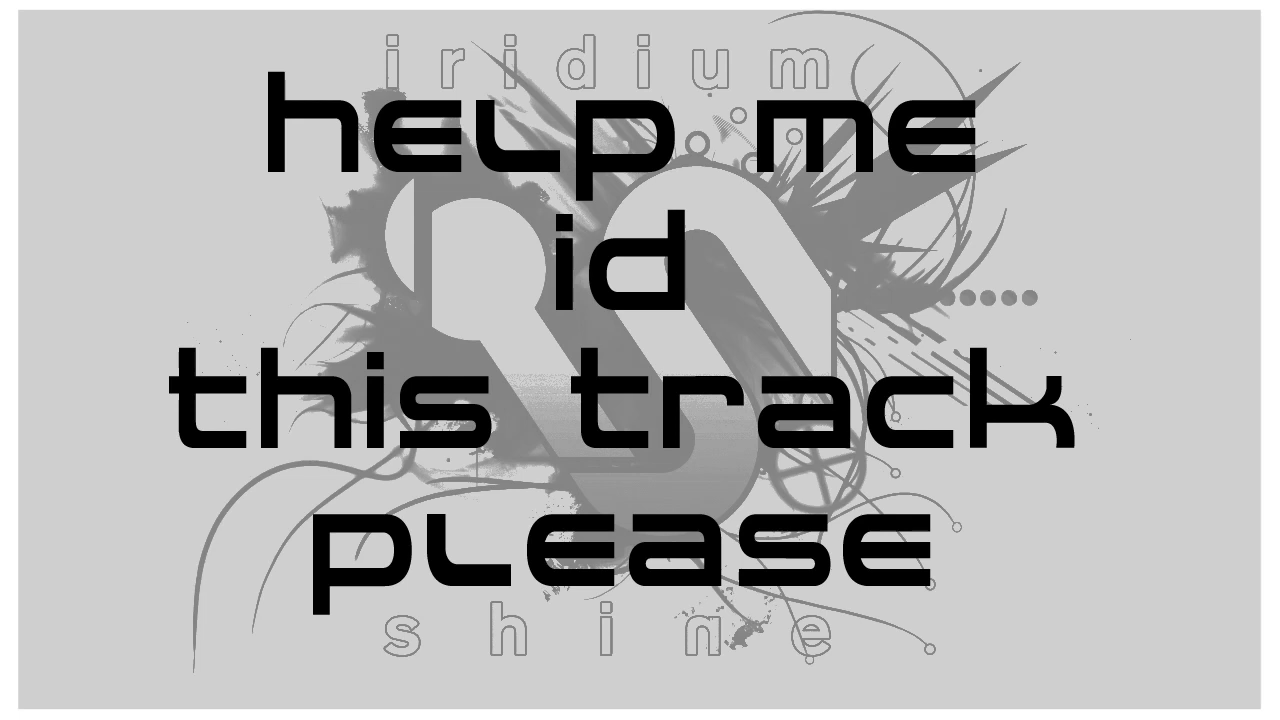 iridium
help me
id
this track
please
shine